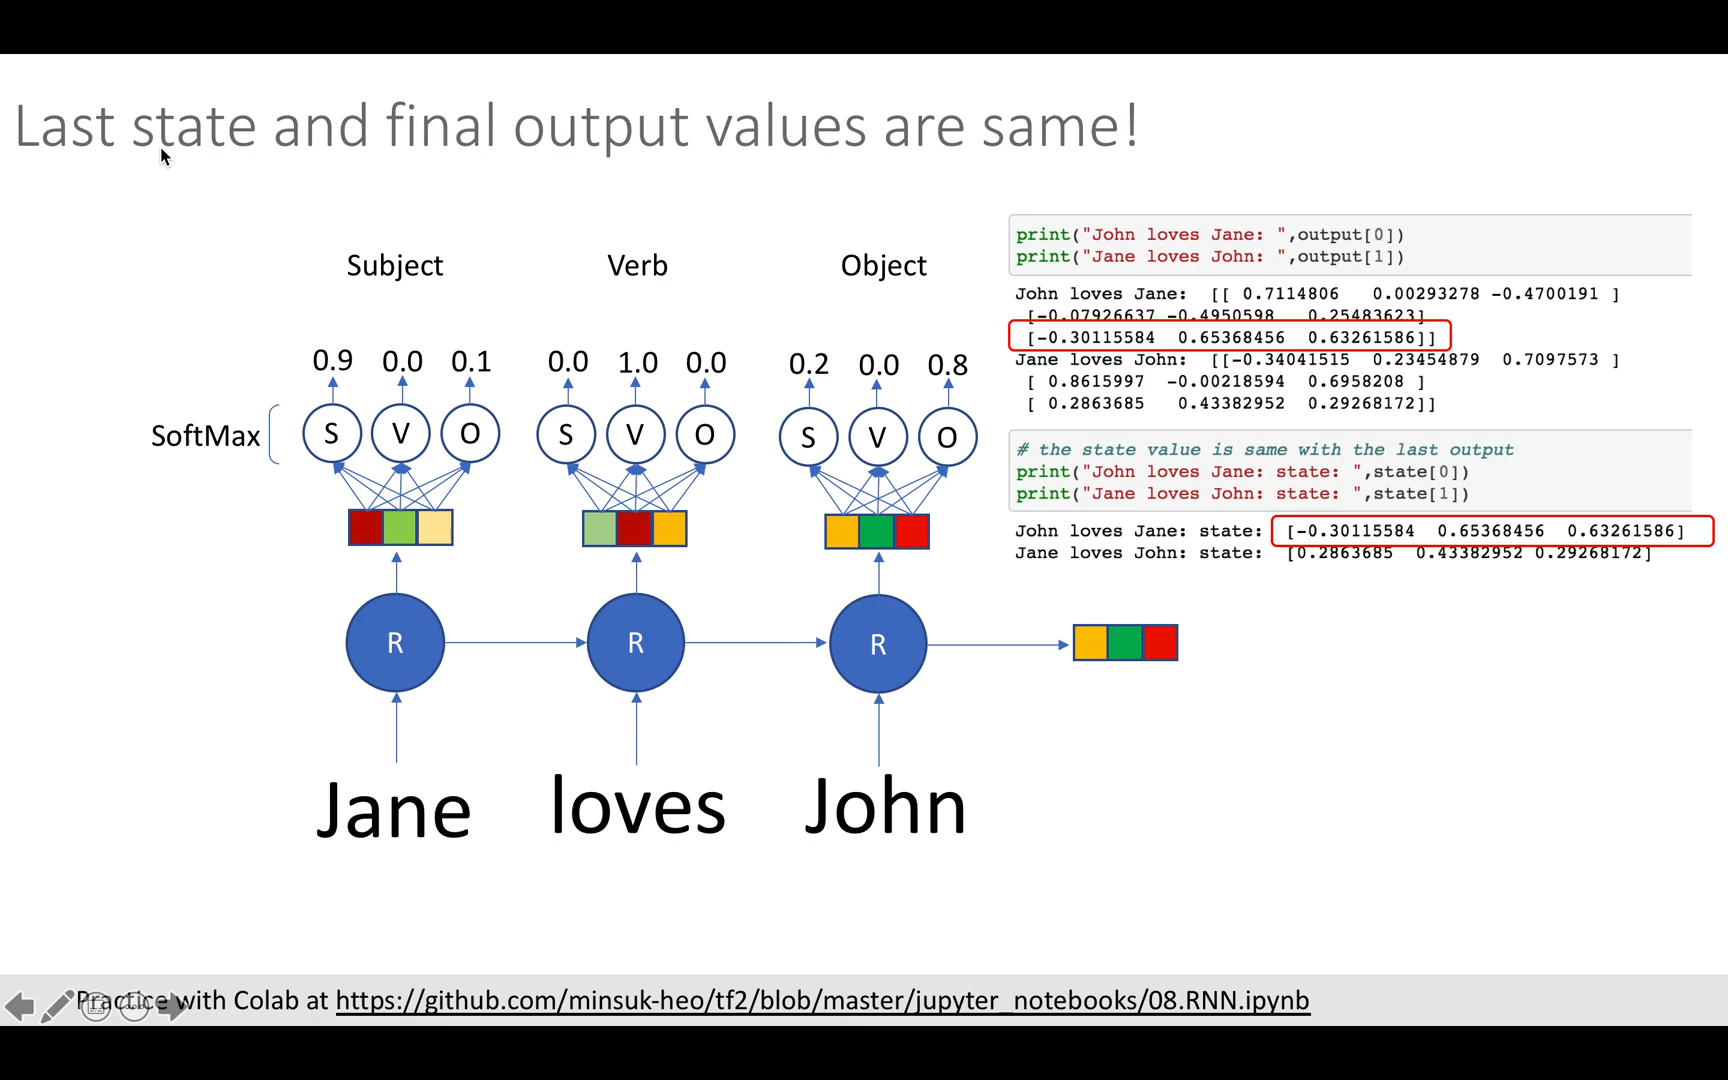 Last state and final output values are same!
Subject Verb Object
0.9 0.0 0.1 0.0 1.0 0.0 0.2 0.0 0.8
SoftMax S V O S V O S V O
R R R
Jane loves John
print("John loves Jane: ",output[0])
print("Jane loves John: ",output[1])
John loves Jane:  [[ 0.7114806   0.00293278 -0.4700191 ]
[-0.07926637 -0.4950598   0.25483623]
[-0.30115584  0.65368456  0.63261586]]
Jane loves John:  [[-0.34041515  0.23454879  0.7097573 ]
[ 0.8615997  -0.00218594  0.6958208 ]
[ 0.2863685   0.43382952  0.29268172]]
# the state value is same with the last output
print("John loves Jane: state: ",state[0])
print("Jane loves John: state: ",state[1])
John loves Jane: state:  [-0.30115584  0.65368456  0.63261586]
Jane loves John: state:  [0.2863685  0.43382952 0.29268172]
Practice with Colab at https://github.com/minsuk-heo/tf2/blob/master/jupyter_notebooks/08.RNN.ipynb